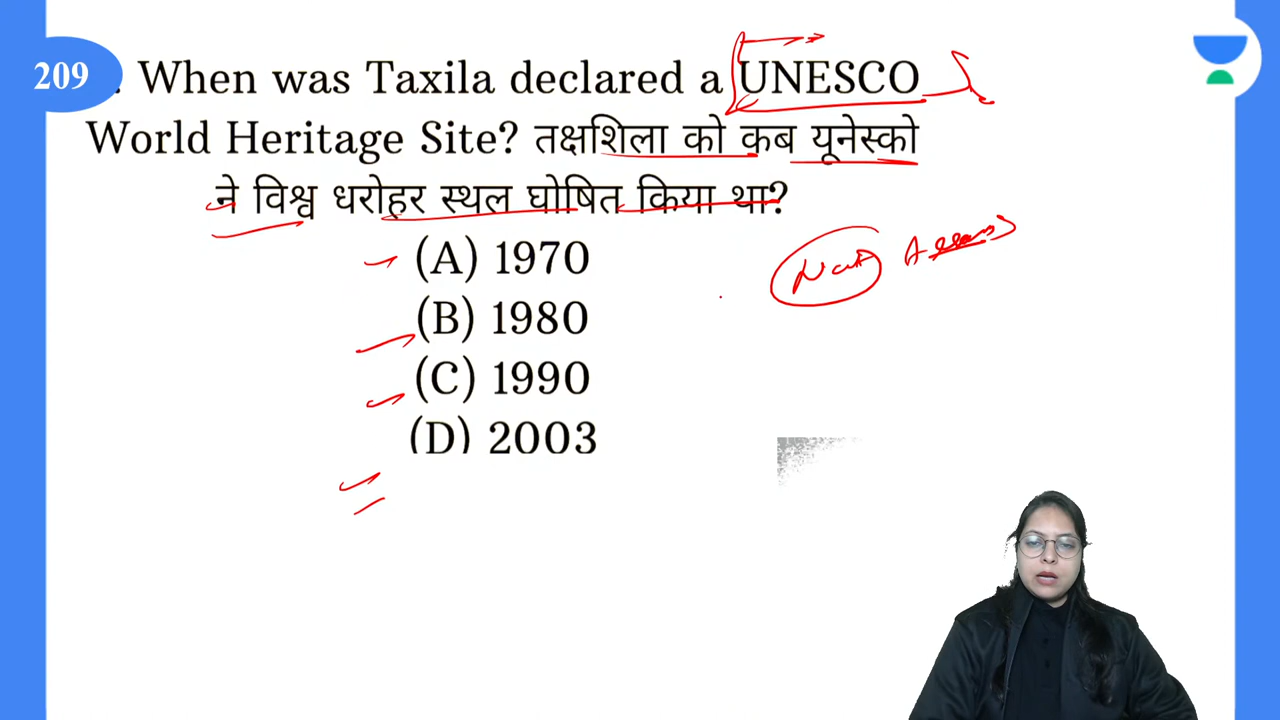 209
. When was Taxila declared a UNESCO
World Heritage Site? तक्षशिला को कब यूनेस्को
ने विश्व धरोहर स्थल घोषित किया था?
(A) 1970
(B) 1980
(C) 1990
(D) 2003